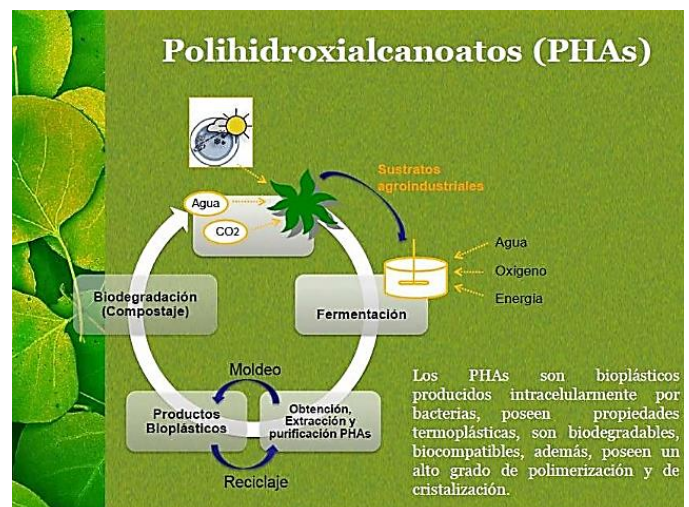 Polihidroxialcanoatos (PHAs)
Sustratos
agroindustriales
Agua
CO2
Agua
Oxígeno
Energia
Fermentación
Biodegradación
(Compostaje)
Moldeo
Productos
Bioplásticos
Obtención,
Extracción y
purificación PHAs
Reciclaje
Los PHAs son bioplásticos
producidos intracelularmente por
bacterias, poseen propiedades
termoplásticas, son biodegradables,
biocompatibles, además, poseen un
alto grado de polimerización y de
cristalización.